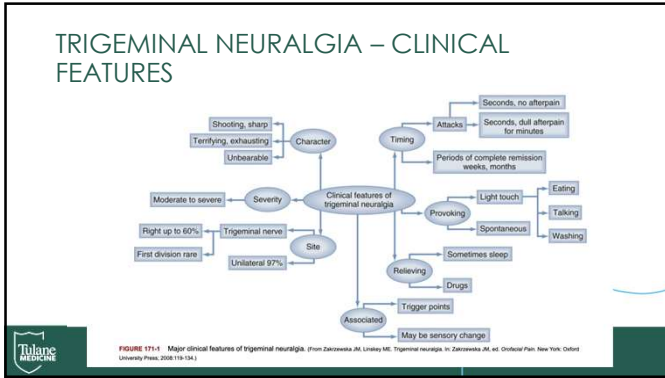 TRIGEMINAL NEURALGIA – CLINICAL
FEATURES
Shooting, sharp
Terrifying, exhausting
Unbearable
Character
Timing
Attacks
Seconds, no afterpain
Seconds, dull afterpain
for minutes
Periods of complete remission
weeks, months
Moderate to severe
Severity
Clinical features of
trigeminal neuralgia
Provoking
Light touch
Eating
Talking
Washing
Spontaneous
Right up to 60%
First division rare
Trigeminal nerve
Unilateral 97%
Site
Relieving
Sometimes sleep
Drugs
Associated
Trigger points
May be sensory change
Tulane
MEDICINE
FIGURE 171-1 Major clinical features of trigeminal neuralgia. (From Zakrzewska JM, Linskey ME. Trigeminal neuralgia. In: Zakrzewska JM, ed. Orofacial Pain. New York: Oxford
University Press, 2008:119-134.)